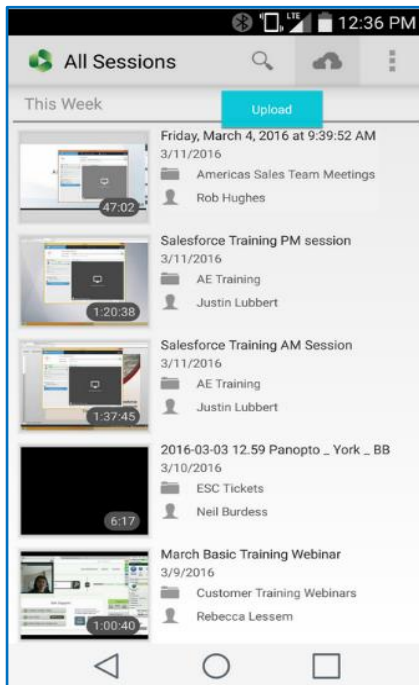 LTE 12:36 PM
All Sessions
This Week
Upload
Friday, March 4, 2016 at 9:39:52 AM
3/11/2016
Americas Sales Team Meetings
Rob Hughes
47:02
Salesforce Training PM session
3/11/2016
AE Training
Justin Lubbert
1:20:38
Salesforce Training AM Session
3/11/2016
AE Training
Justin Lubbert
1:37:45
2016-03-03 12.59 Panopto _ York _ BB
3/10/2016
ESC Tickets
Neil Burdess
6:17
March Basic Training Webinar
3/9/2016
Customer Training Webinars
Rebecca Lessem
1:00:40